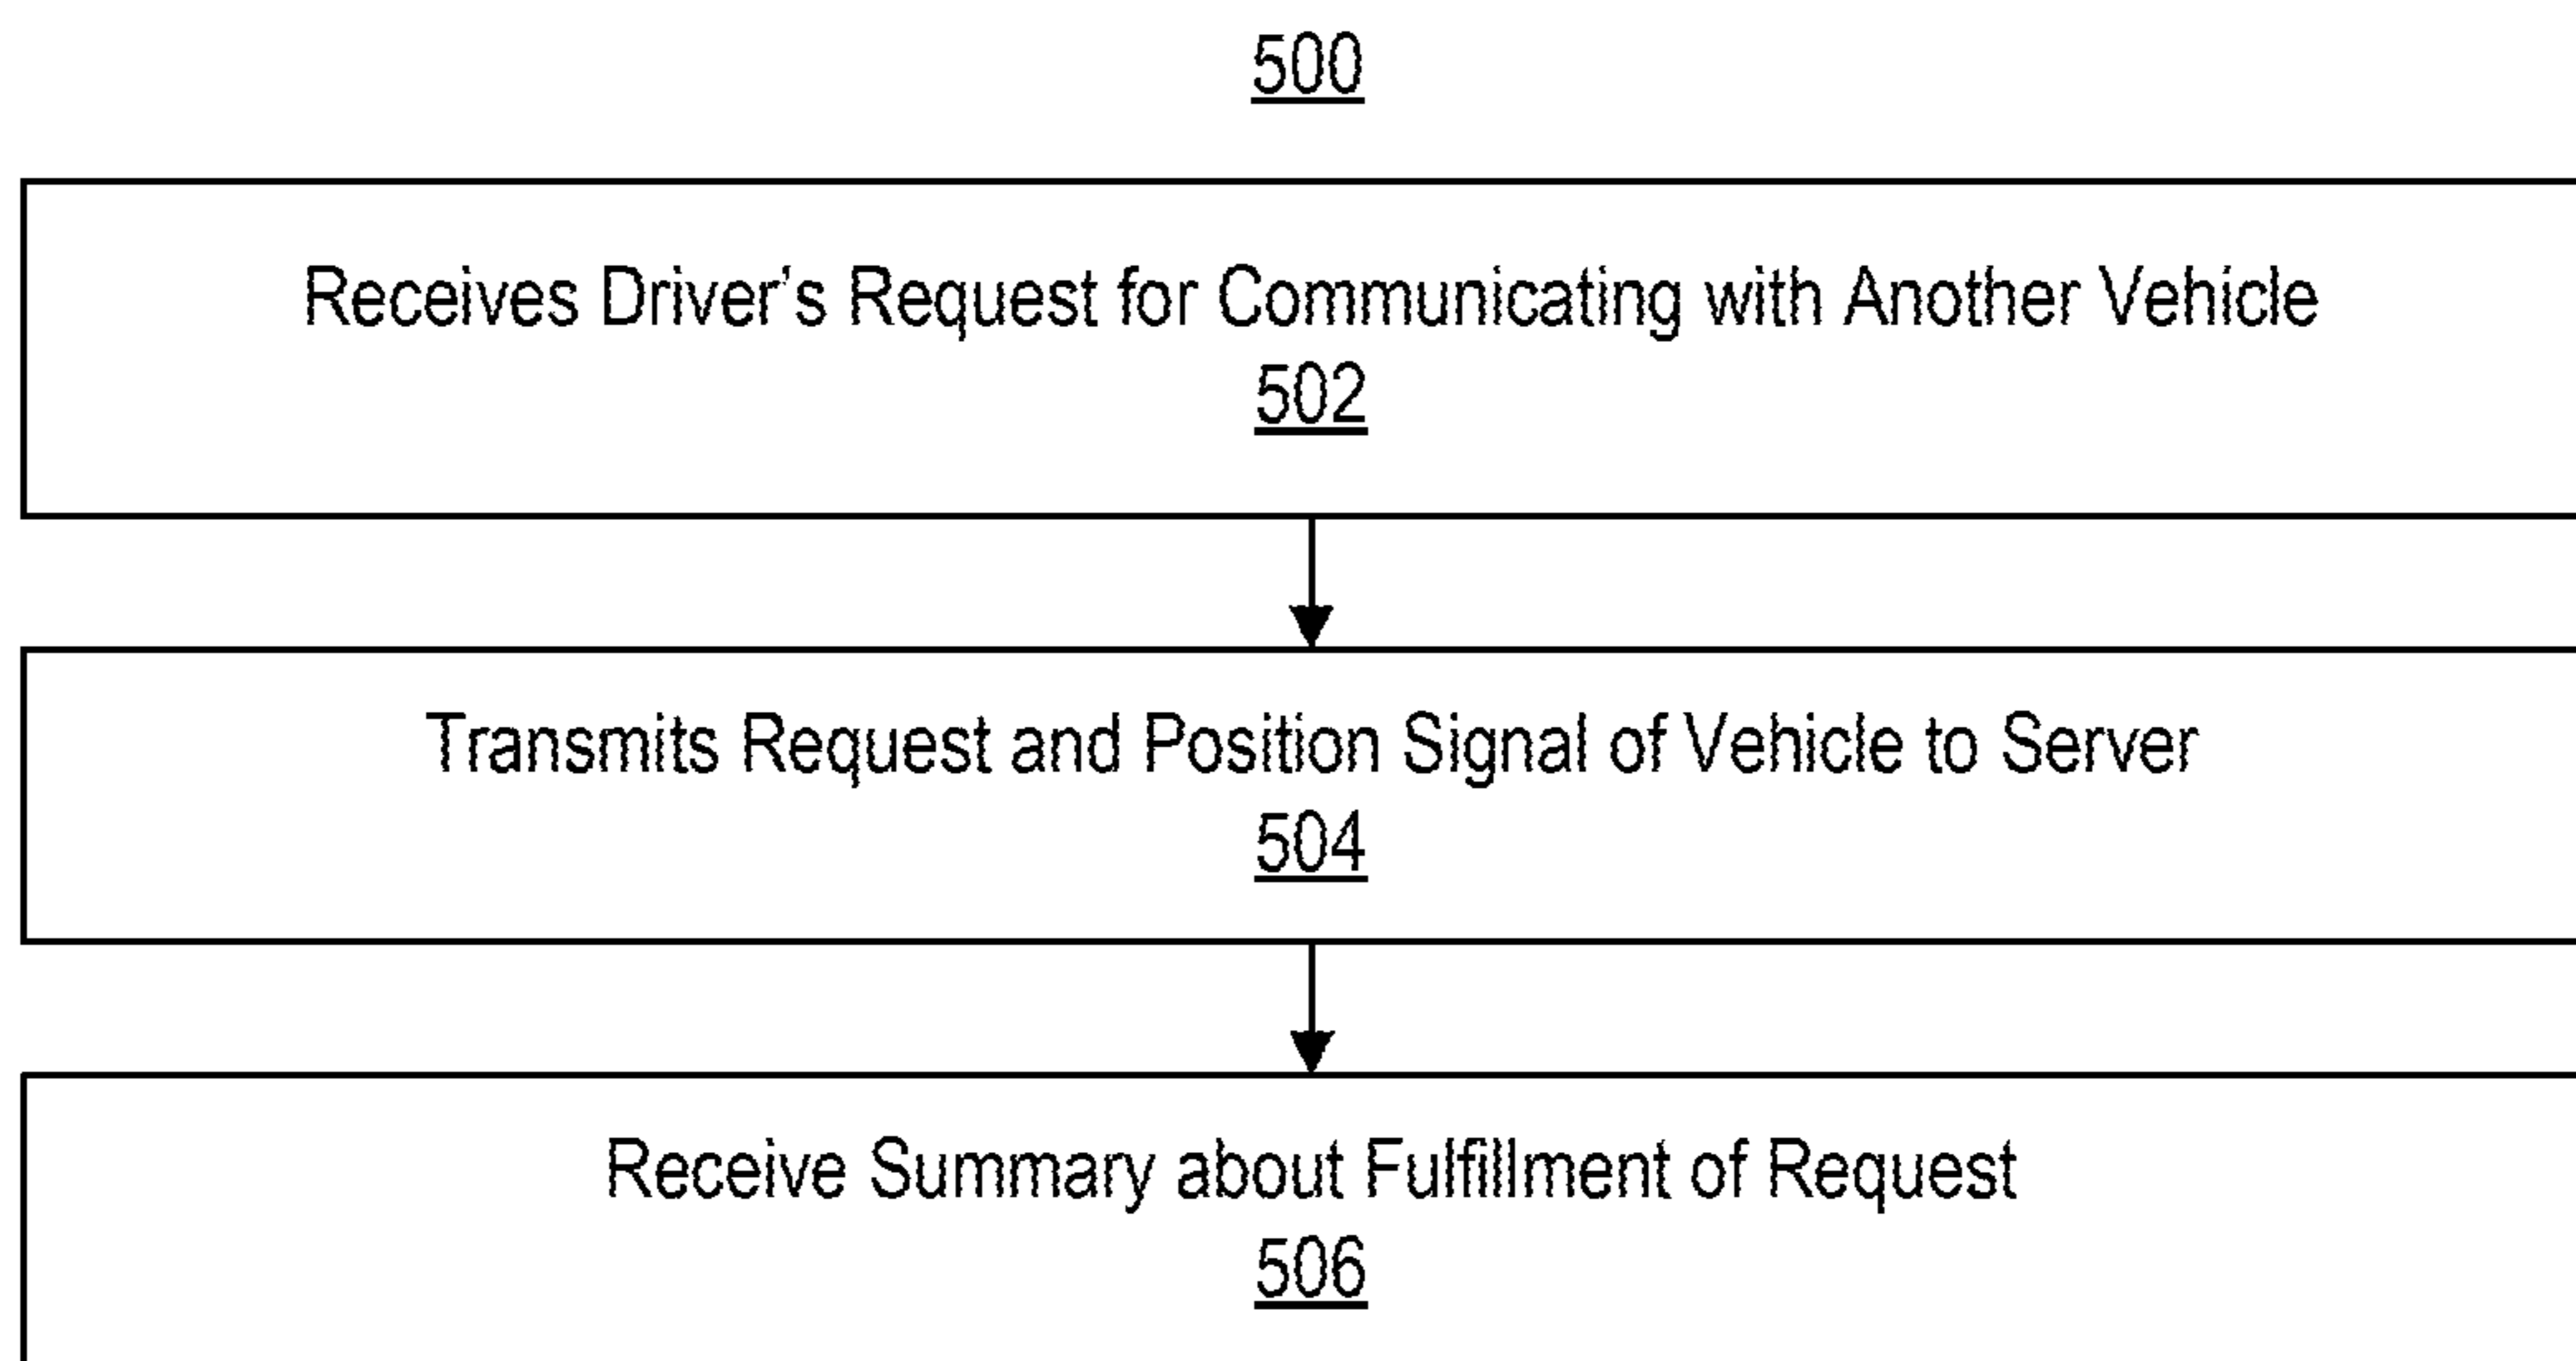 500
Receives Driver's Request for Communicating with Another Vehicle
502
Transmits Request and Position Signal of Vehicle to Server
504
Receive Summary about Fulfillment of Request
506